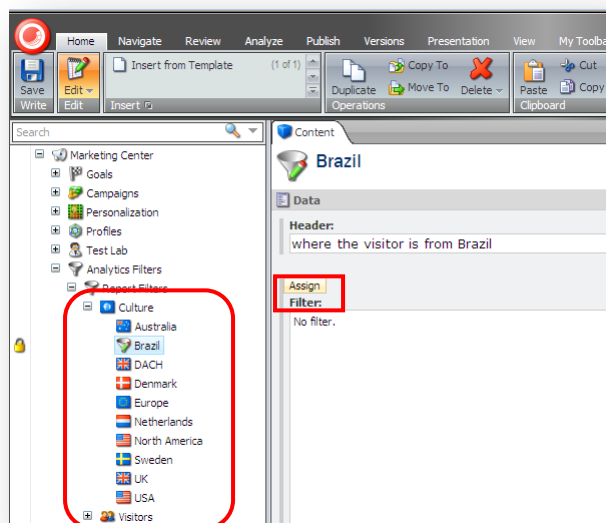 Home Navigate Review Analyze Publish Versions Presentation View My Toolba
Save
Write
Edit
Edit
Insert from Template (1 of 1)
Insert
Duplicate
Copy To
Move To
Delete
Operations
Paste
Cut
Copy
Clipboard
Search
Marketing Center
Goals
Campaigns
Personalization
Profiles
Test Lab
Analytics Filters
Report Filters
Culture
Australia
Brazil
DACH
Denmark
Europe
Netherlands
North America
Sweden
UK
USA
Visitors
Content
Brazil
Data
Header:
where the visitor is from Brazil
Assign
Filter:
No filter.